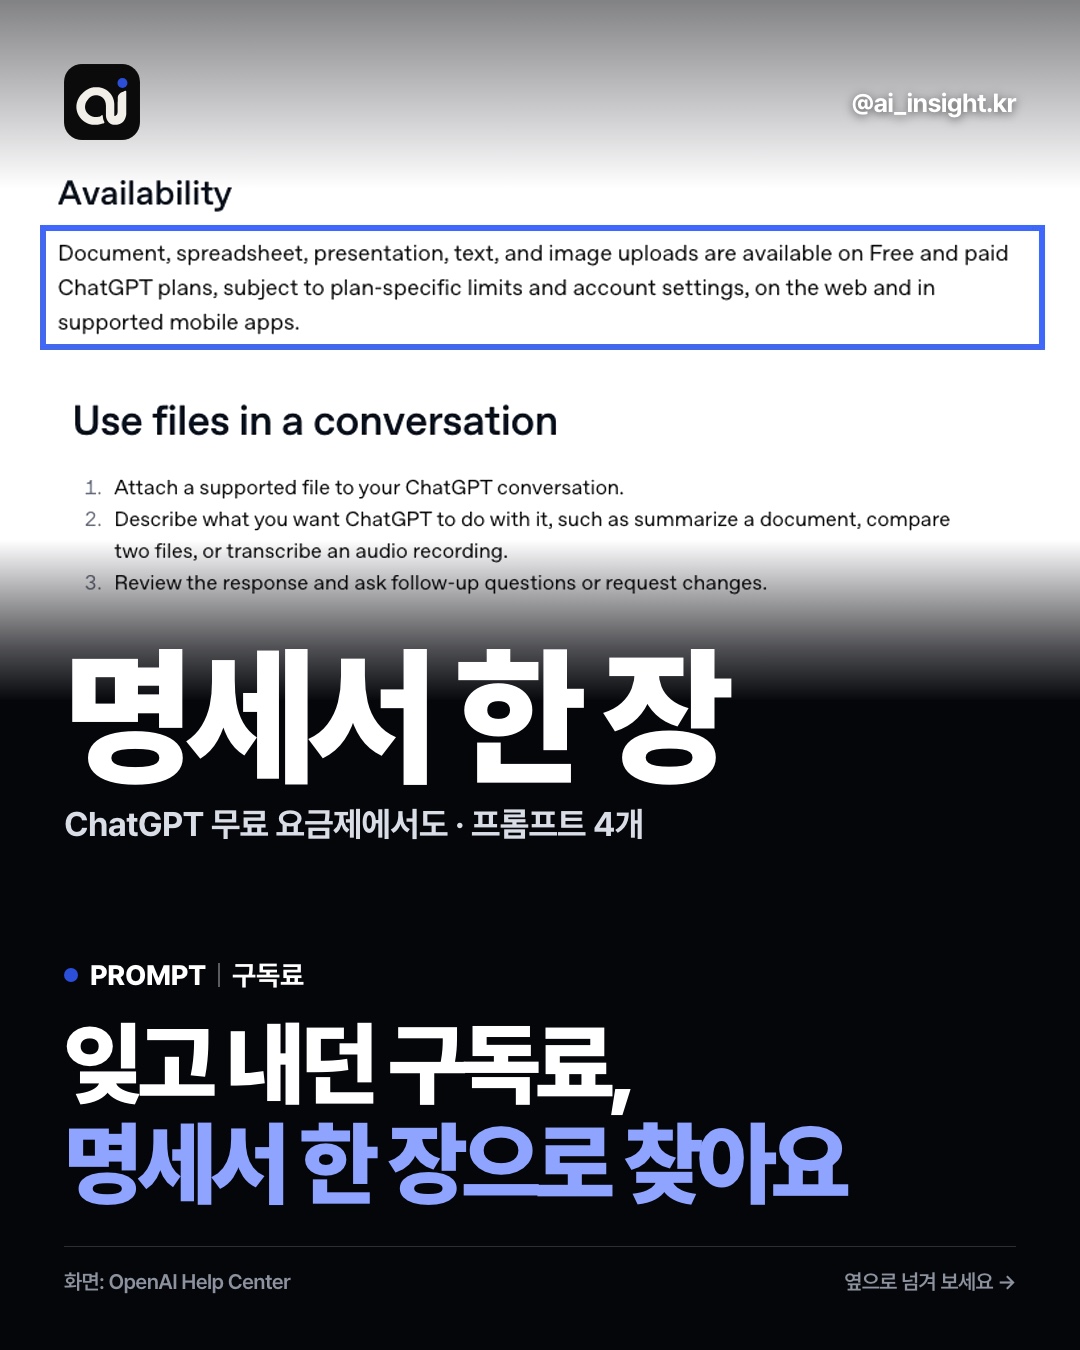 ai
@ai_insight.kr
Availability
Document, spreadsheet, presentation, text, and image uploads are available on Free and paid
ChatGPT plans, subject to plan-specific limits and account settings, on the web and in
supported mobile apps.
Use files in a conversation
1. Attach a supported file to your ChatGPT conversation.
2. Describe what you want ChatGPT to do with it, such as summarize a document, compare
two files, or transcribe an audio recording.
3. Review the response and ask follow-up questions or request changes.
명세서 한 장
ChatGPT 무료 요금제에서도 · 프롬프트 4개
PROMPT | 구독료
잊고 내던 구독료,
명세서 한 장으로 찾아요
화면: OpenAI Help Center
옆으로 넘겨 보세요 →